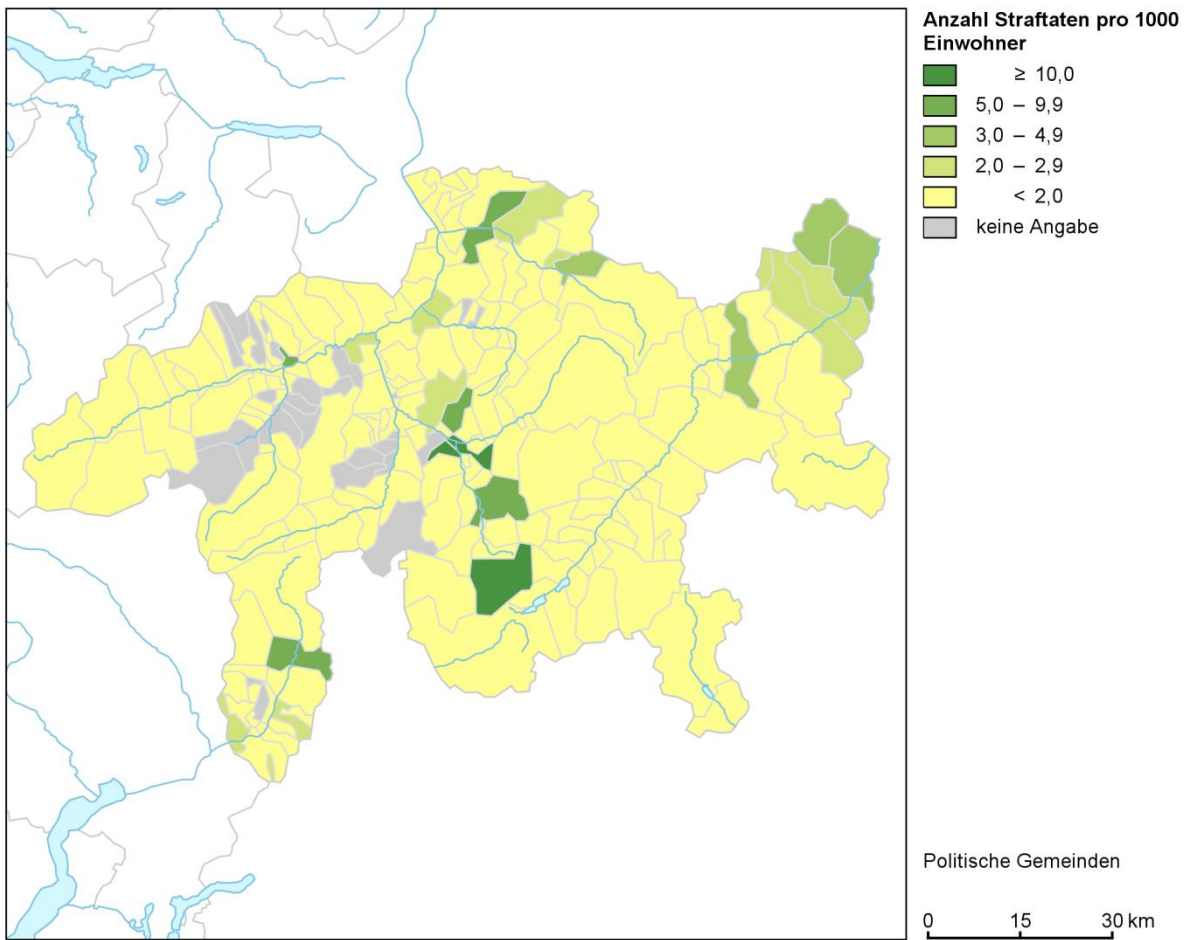 Anzahl Straftaten pro 1000
Einwohner
≥ 10,0
5,0 – 9,9
3,0 – 4,9
2,0 – 2,9
< 2,0
keine Angabe
Politische Gemeinden
0 15 30 km